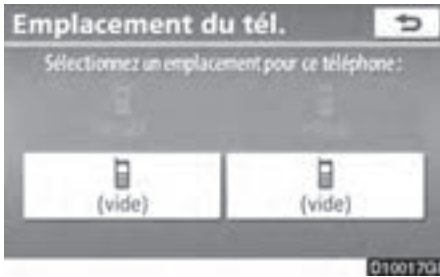 Emplacement du tél.
Sélectionnez un emplacement pour ce téléphone :
(vide) (vide)